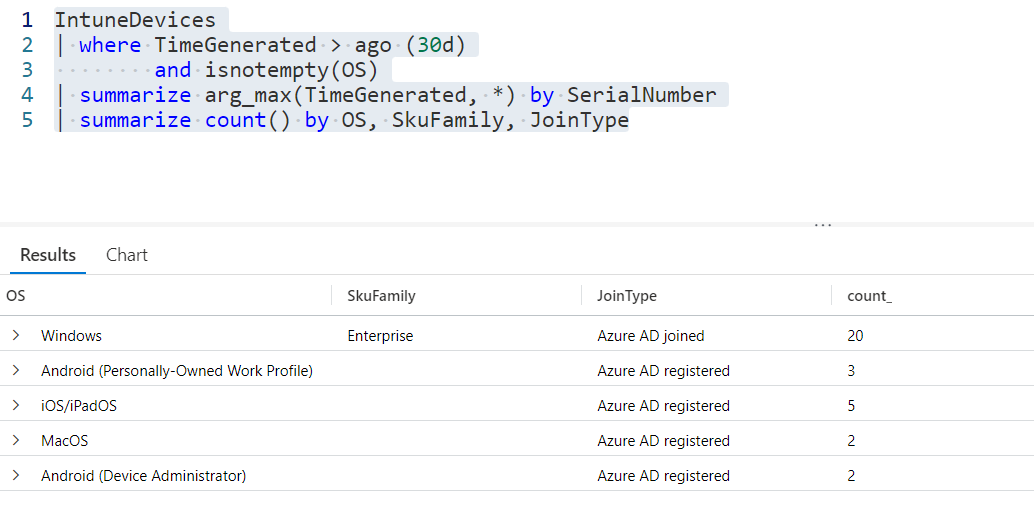 1 IntuneDevices
2 | where TimeGenerated > ago (30d)
3 and isnotempty(OS)
4 | summarize arg_max(TimeGenerated, *) by SerialNumber
5 | summarize count() by OS, SkuFamily, JoinType
...
Results Chart
OS SkuFamily JoinType count_
> Windows Enterprise Azure AD joined 20
> Android (Personally-Owned Work Profile) Azure AD registered 3
> iOS/iPadOS Azure AD registered 5
> MacOS Azure AD registered 2
> Android (Device Administrator) Azure AD registered 2